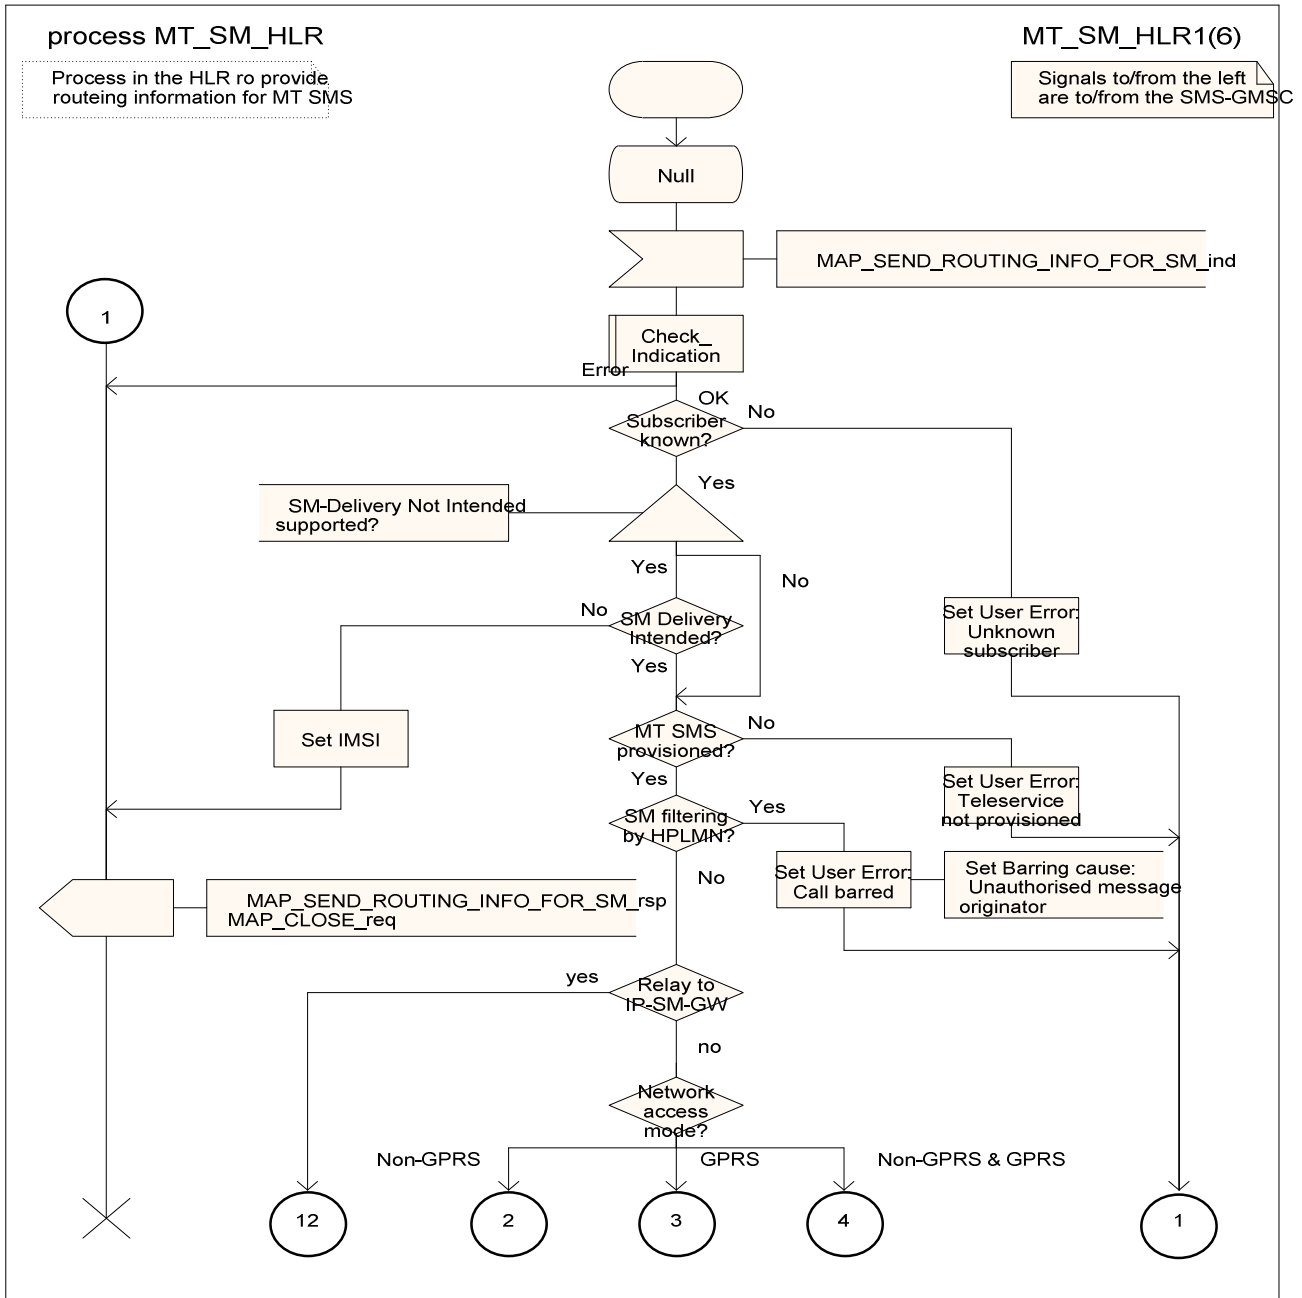 process MT_SM_HLR
MT_SM_HLR1(6)
Process in the HLR ro provide
routeing information for MT SMS
Signals to/from the left
are to/from the SMS-GMSC
Null
MAP_SEND_ROUTING_INFO_FOR_SM_ind
1
Check_
Indication
Error
OK
No
Subscriber
known?
Yes
SM-Delivery Not Intended
supported?
Yes
No
No
SM Delivery
Intended?
Yes
Set User Error:
Unknown
subscriber
Set IMSI
MT SMS
provisioned?
No
Yes
Set User Error:
Teleservice
not provisioned
SM filtering
by HPLMN?
Yes
No
Set User Error:
Call barred
Set Barring cause:
Unauthorised message
originator
MAP_SEND_ROUTING_INFO_FOR_SM_rsp
MAP_CLOSE_req
yes
Relay to
IP-SM-GW
no
Network
access
mode?
Non-GPRS
GPRS
Non-GPRS & GPRS
12
2
3
4
1